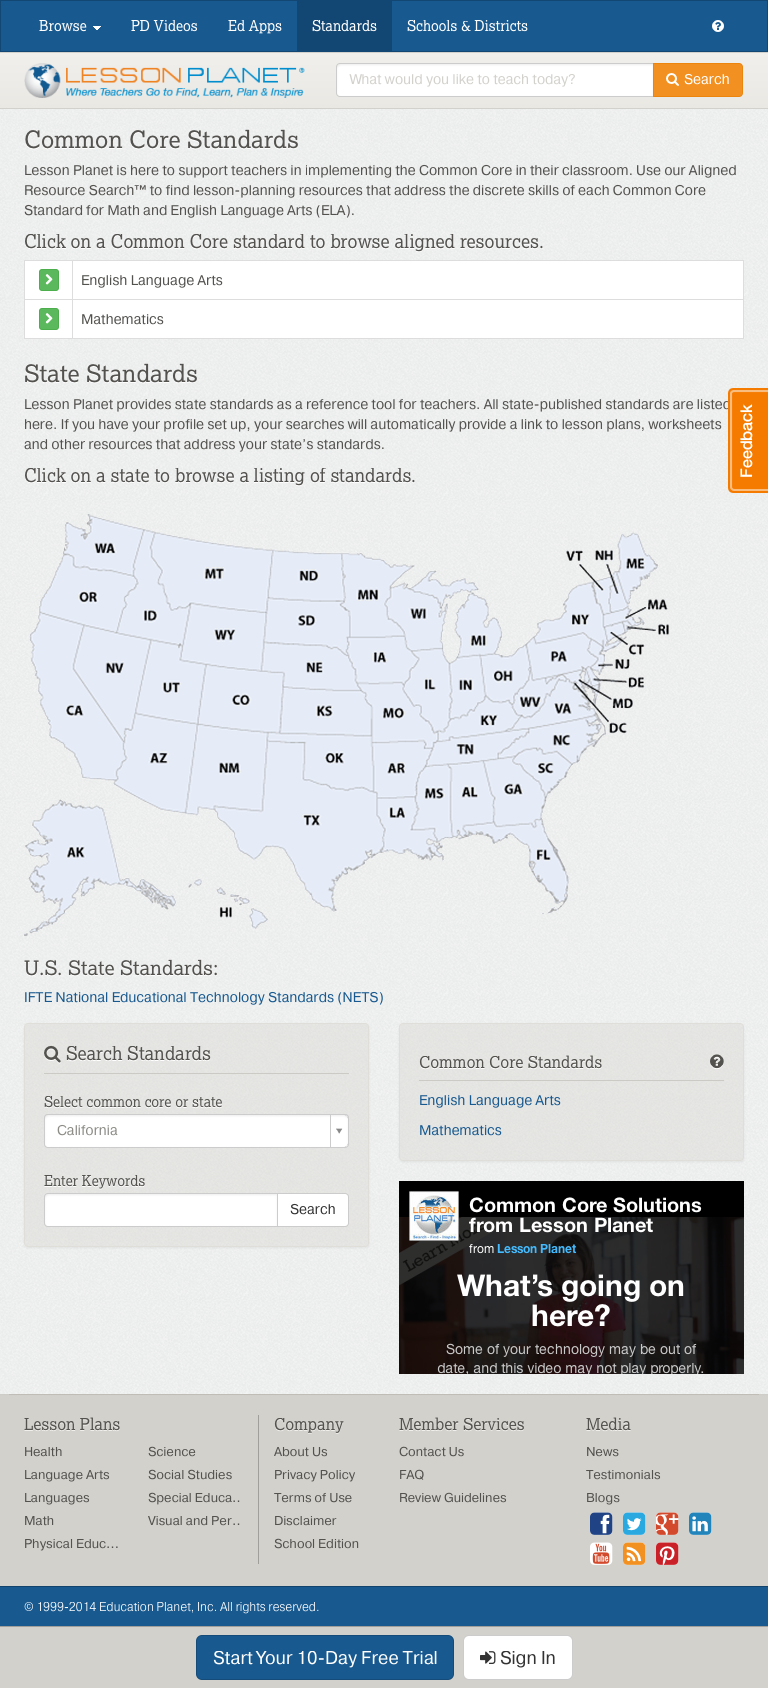 Browse
PD Videos
Ed Apps
Standards
Schools & Districts
LESSON PLANET®
Where Teachers Go to Find, Learn, Plan & Inspire
What would you like to teach today?
Search
Common Core Standards
Lesson Planet is here to support teachers in implementing the Common Core in their classroom. Use our Aligned
Resource Search™ to find lesson-planning resources that address the discrete skills of each Common Core
Standard for Math and English Language Arts (ELA).
Click on a Common Core standard to browse aligned resources.
English Language Arts
Mathematics
State Standards
Lesson Planet provides state standards as a reference tool for teachers. All state-published standards are listed
here. If you have your profile set up, your searches will automatically provide a link to lesson plans, worksheets
and other resources that address your state's standards.
Feedback
Click on a state to browse a listing of standards.
WA
MT
ND
MN
VT
NH
ME
OR
ID
SD
WI
NY
MA
WY
MI
RI
NV
UT
NE
IA
IL
IN
OH
PA
CT
NJ
DE
CA
CO
KS
MO
KY
WV
VA
MD
DC
AZ
NM
OK
AR
TN
NC
SC
TX
LA
MS
AL
GA
AK
FL
HI
U.S. State Standards:
IFTE National Educational Technology Standards (NETS)
Search Standards
Select common core or state
California
Enter Keywords
Search
Common Core Standards
English Language Arts
Mathematics
LESSON
PLANET
Common Core Solutions
from Lesson Planet
from Lesson Planet
What's going on
here?
Some of your technology may be out of
date, and this video may not play properly.
Lesson Plans
Health
Language Arts
Languages
Math
Physical Educ...
Science
Social Studies
Special Educa..
Visual and Per..
Company
About Us
Privacy Policy
Terms of Use
Disclaimer
School Edition
Member Services
Contact Us
FAQ
Review Guidelines
Media
News
Testimonials
Blogs
You
Tube
© 1999-2014 Education Planet, Inc. All rights reserved.
Start Your 10-Day Free Trial
Sign In